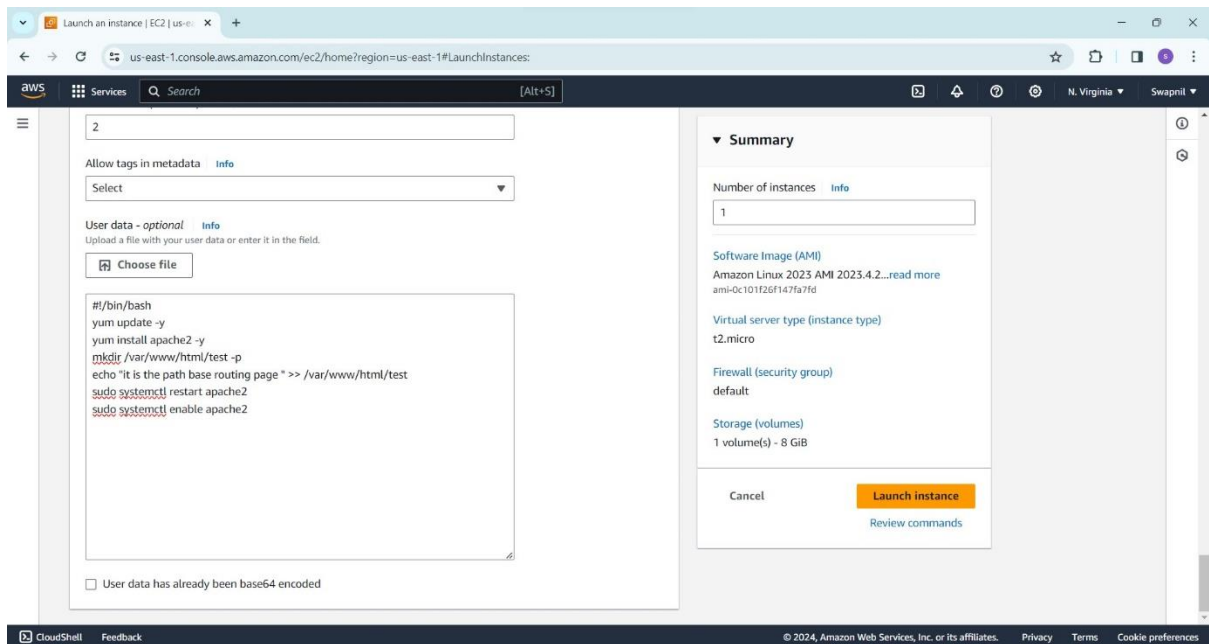 Launch an instance | EC2 | us-ea
us-east-1.console.aws.amazon.com/ec2/home?region=us-east-1#LaunchInstances:
aws Services Search [Alt+S] N. Virginia Swapnil
2
Allow tags in metadata Info
Select
User data - optional Info
Upload a file with your user data or enter it in the field.
Choose file
#!/bin/bash
yum update -y
yum install apache2 -y
mkdir /var/www/html/test -p
echo "it is the path base routing page " >> /var/www/html/test
sudo systemctl restart apache2
sudo systemctl enable apache2
User data has already been base64 encoded
Summary
Number of instances Info
1
Software Image (AMI)
Amazon Linux 2023 AMI 2023.4.2...read more
ami-0c101f26f147fa7fd
Virtual server type (instance type)
t2.micro
Firewall (security group)
default
Storage (volumes)
1 volume(s) - 8 GiB
Cancel Launch instance
Review commands
CloudShell Feedback © 2024, Amazon Web Services, Inc. or its affiliates. Privacy Terms Cookie preferences